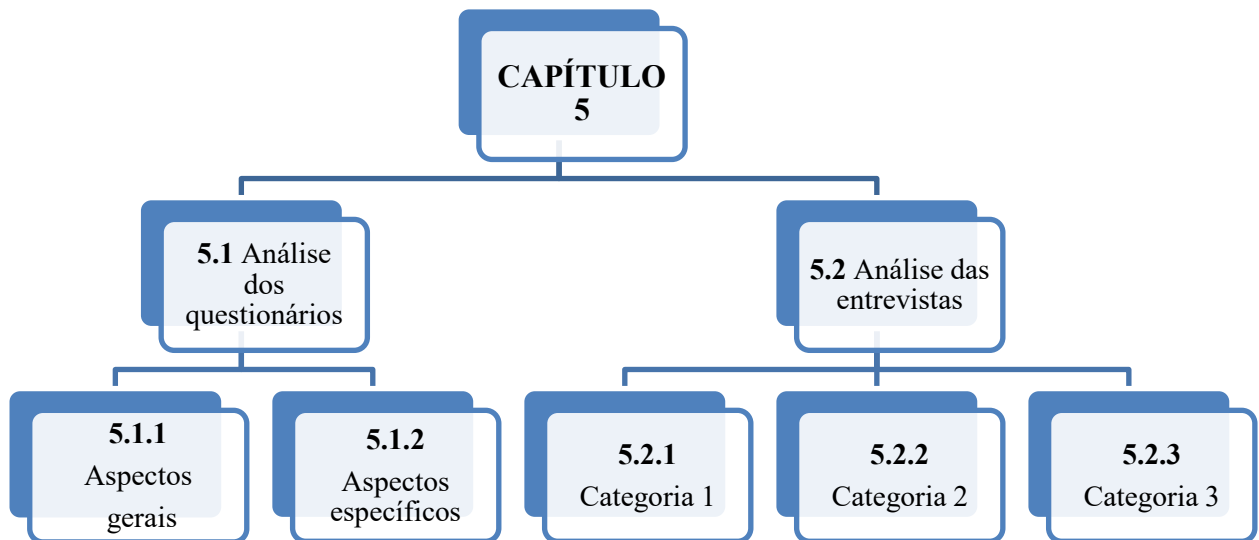 CAPÍTULO
5
5.1 Análise
dos
questionários
5.2 Análise das
entrevistas
5.1.1
Aspectos
gerais
5.1.2
Aspectos
específicos
5.2.1
Categoria 1
5.2.2
Categoria 2
5.2.3
Categoria 3